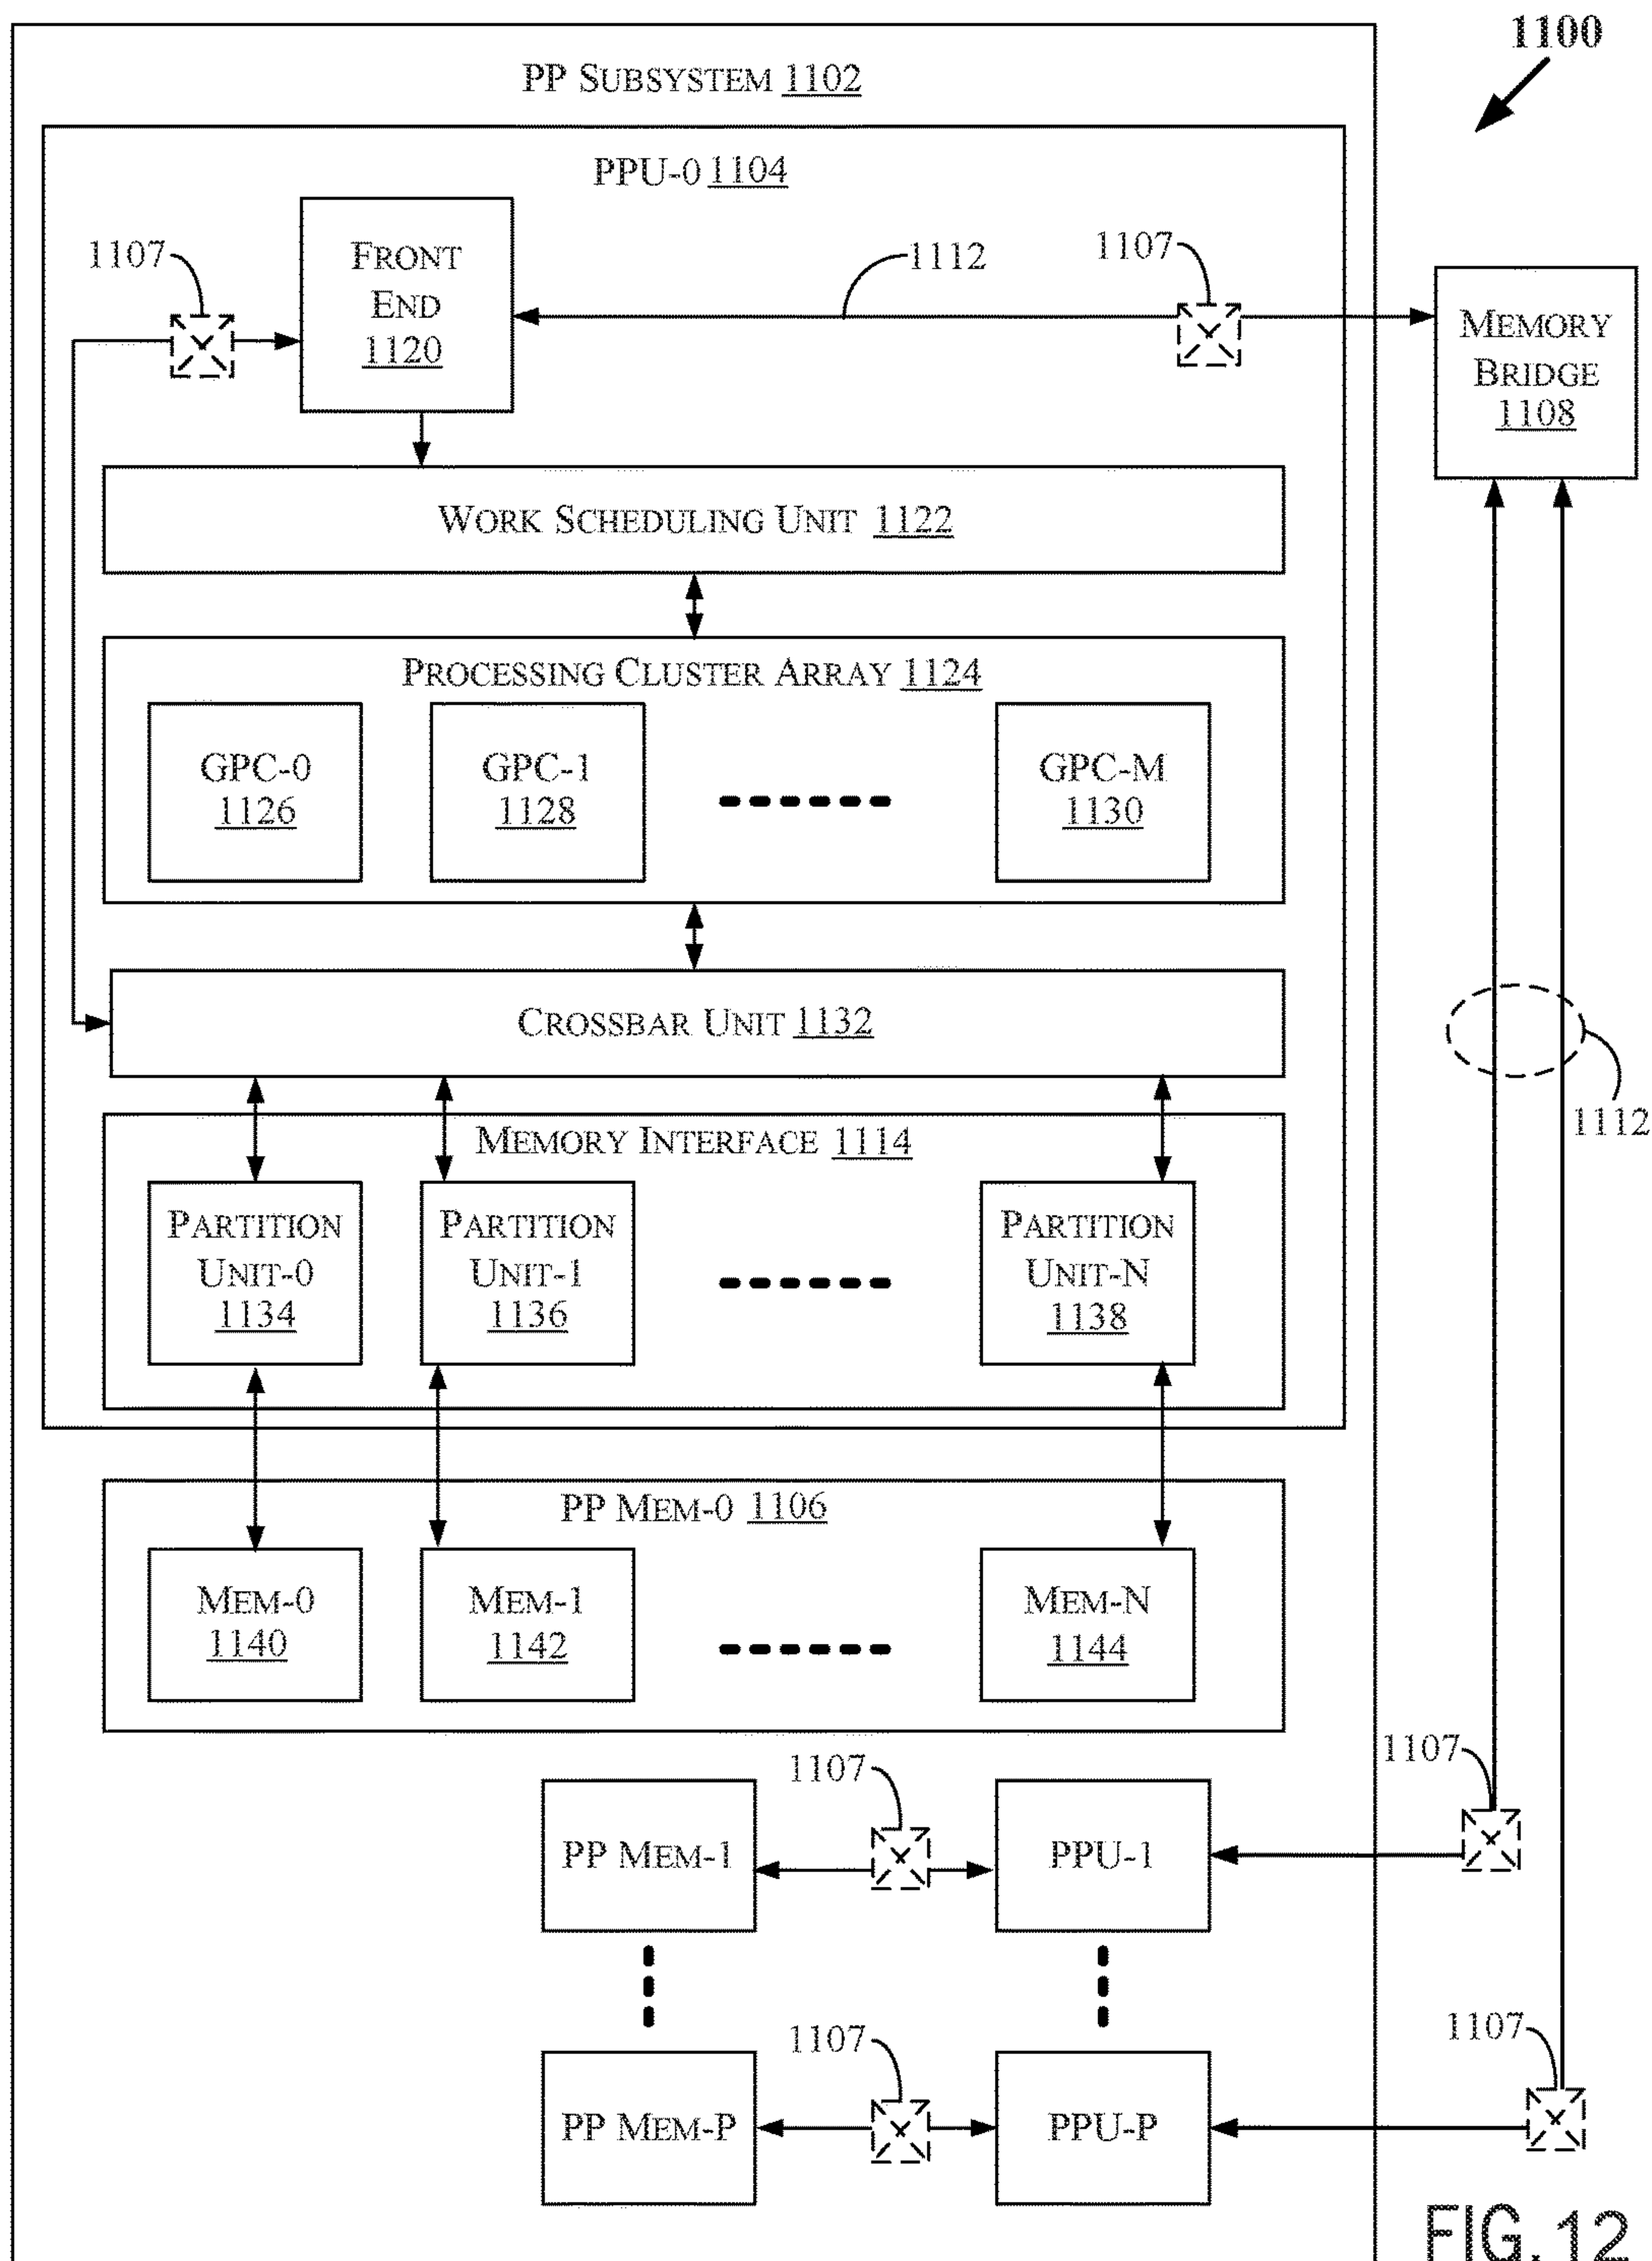 1100
PP SUBSYSTEM 1102
PPU-0 1104
1107
FRONT
END
1120
1112
1107
MEMORY
BRIDGE
1108
WORK SCHEDULING UNIT 1122
PROCESSING CLUSTER ARRAY 1124
GPC-0
1126
GPC-1
1128
GPC-M
1130
CROSSBAR UNIT 1132
1112
MEMORY INTERFACE 1114
PARTITION
UNIT-0
1134
PARTITION
UNIT-1
1136
PARTITION
UNIT-N
1138
PP MEM-0 1106
MEM-0
1140
MEM-1
1142
MEM-N
1144
1107
1107
PP MEM-1
PPU-1
1107
1107
PP MEM-P
PPU-P
FIG. 12